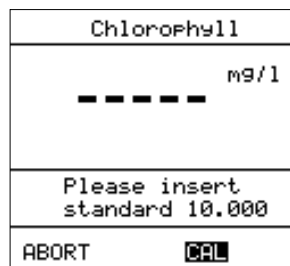 Chlorophyll
mg/l
-----
Please insert
standard 10.000
ABORT CAL